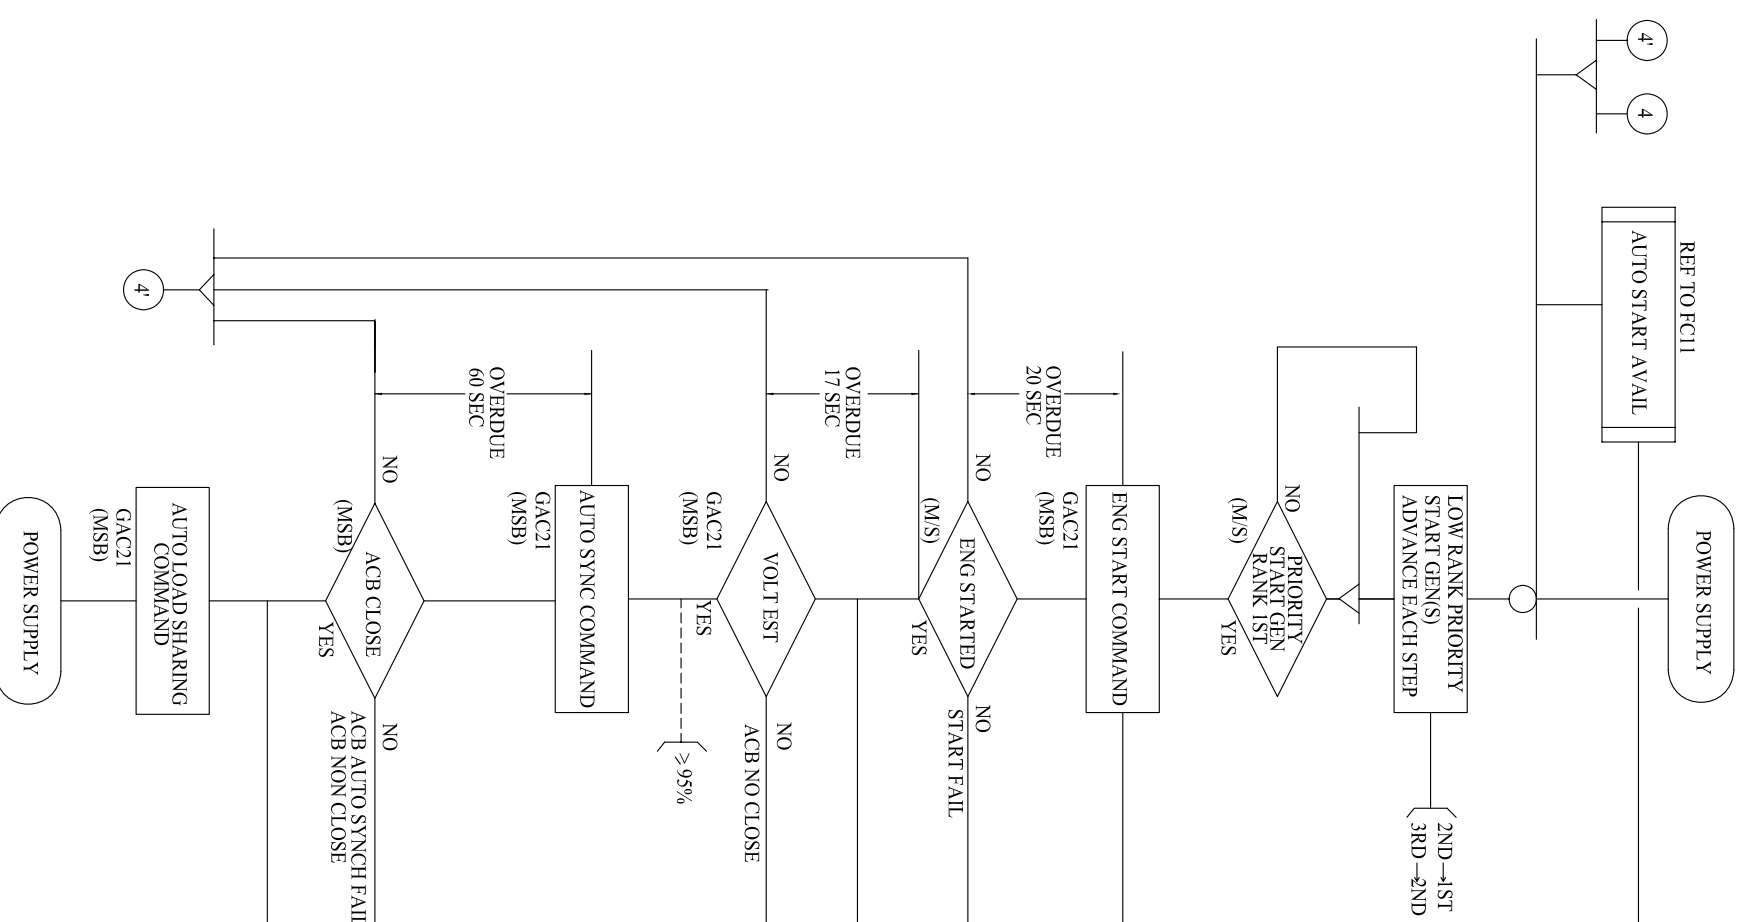 4'
4
REF TO FC11
AUTO START AVAIL
POWER SUPPLY
LOW RANK PRIORITY
START GEN(S)
ADVANCE EACH STEP
2ND→1ST
3RD→2ND
NO
PRIORITY
START GEN
RANK 1ST
(M/S)
YES
ENG START COMMAND
GAC21
(MSB)
OVERDUE
20 SEC
NO
ENG STARTED
NO
START FAIL
(M/S)
YES
OVERDUE
17 SEC
NO
VOLT EST
NO
ACB NO CLOSE
GAC21
(MSB)
YES
≥ 95%
AUTO SYNC COMMAND
GAC21
(MSB)
OVERDUE
60 SEC
NO
ACB CLOSE
NO
ACB AUTO SYNCH FAIL
ACB NON CLOSE
(MSB)
YES
4'
AUTO LOAD SHARING
COMMAND
GAC21
(MSB)
POWER SUPPLY